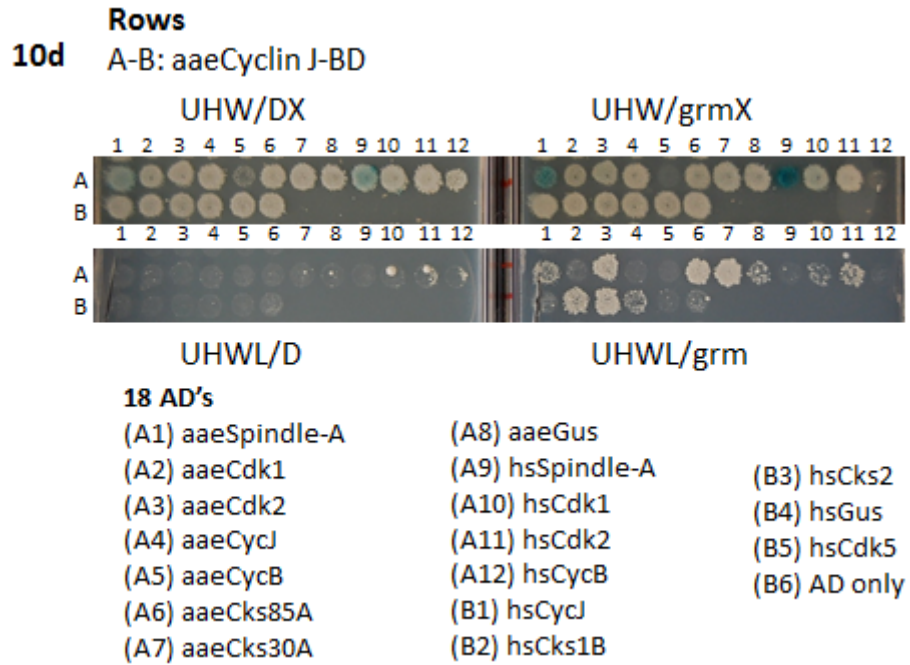 Rows
10d A-B: aaeCyclin J-BD
UHW/DX UHW/grmX
1 2 3 4 5 6 7 8 9 10 11 12 1 2 3 4 5 6 7 8 9 10 11 12
A
B
1 2 3 4 5 6 7 8 9 10 11 12 1 2 3 4 5 6 7 8 9 10 11 12
A
B
UHWL/D UHWL/grm
18 AD's
(A1) aaeSpindle-A
(A2) aaeCdk1
(A3) aaeCdk2
(A4) aaeCycJ
(A5) aaeCycB
(A6) aaeCks85A
(A7) aaeCks30A
(A8) aaeGus
(A9) hsSpindle-A
(A10) hsCdk1
(A11) hsCdk2
(A12) hsCycB
(B1) hsCycJ
(B2) hsCks1B
(B3) hsCks2
(B4) hsGus
(B5) hsCdk5
(B6) AD only